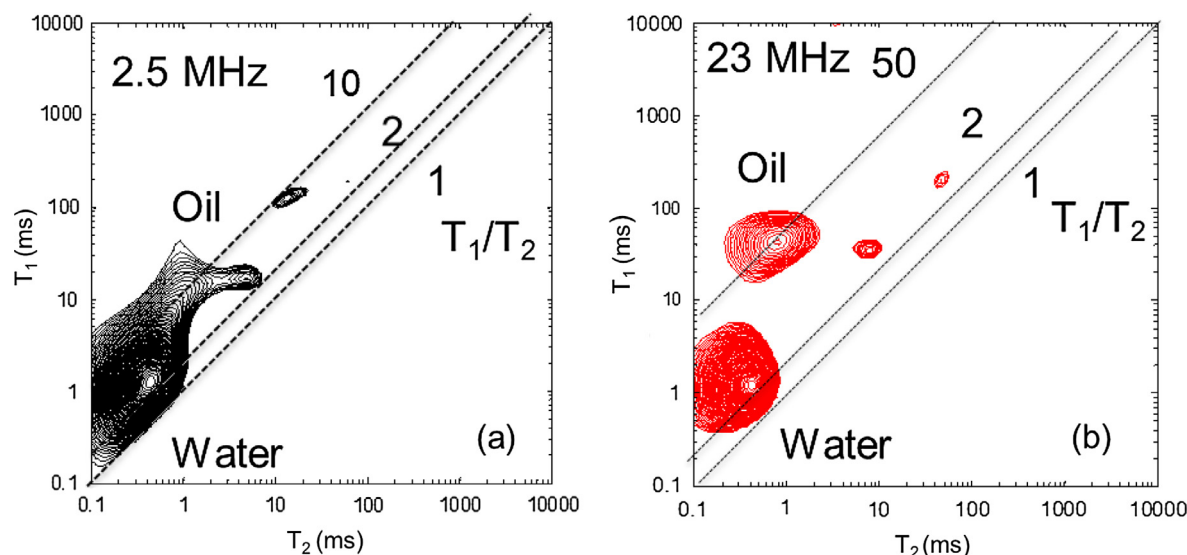 10000
2.5 MHz
10
1000
2
Oil
1
100
T₁/T₂
T₁ (ms)
10
1
Water
(a)
0.1
0.1 1 10 100 1000 10000
T₂ (ms)
10000
23 MHz 50
1000
2
Oil
1
100
T₁/T₂
T₁ (ms)
10
1
Water
(b)
0.1
0.1 1 10 100 1000 10000
T₂ (ms)